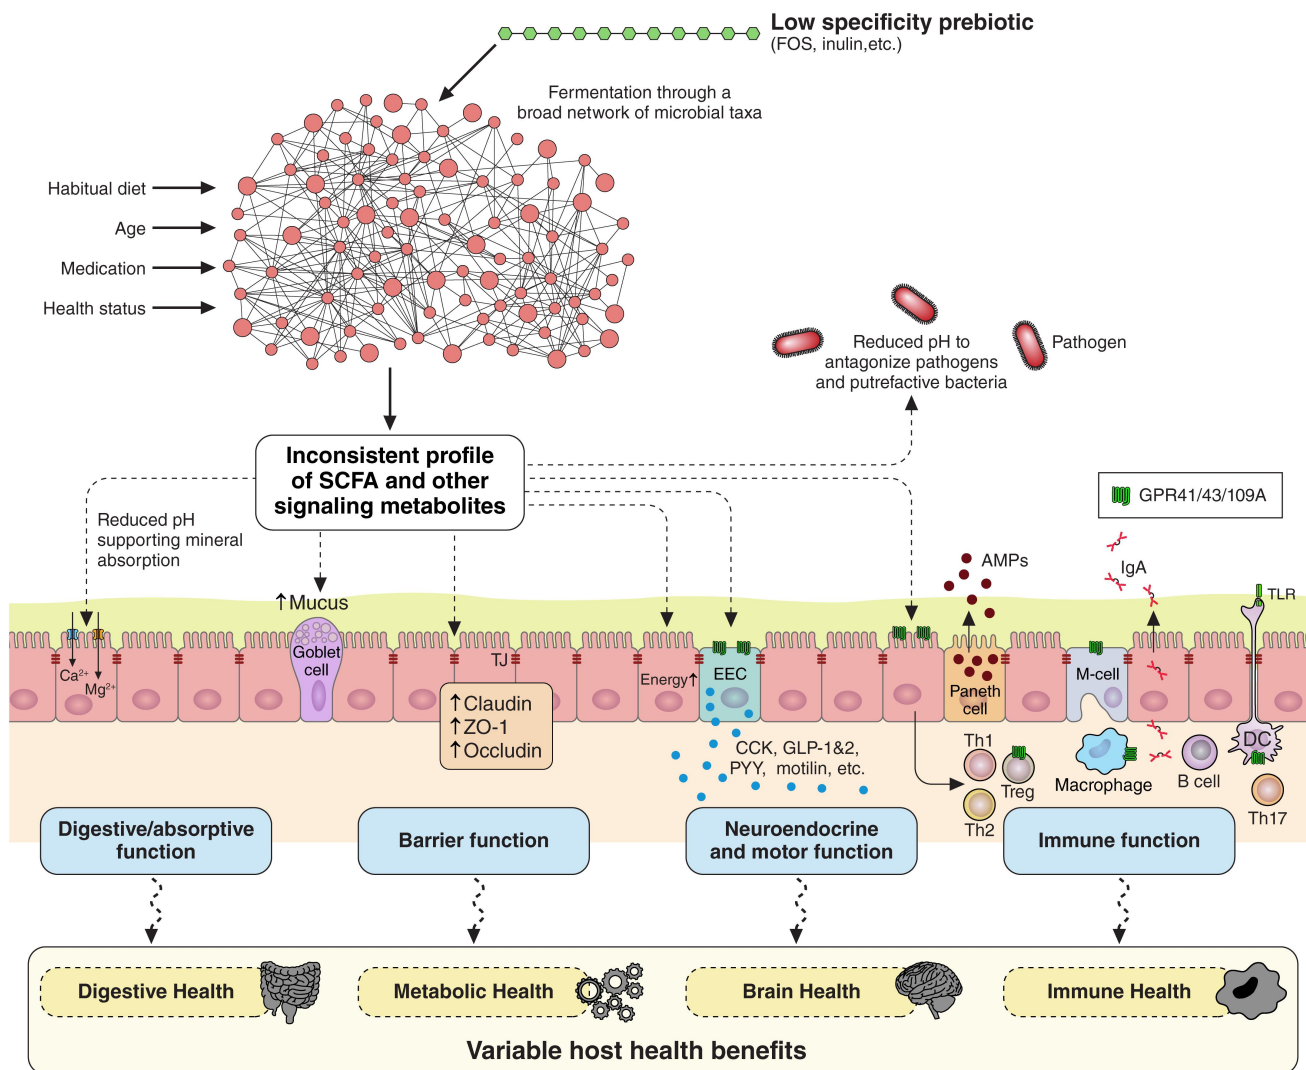 Low specificity prebiotic
(FOS, inulin,etc.)
Fermentation through a
broad network of microbial taxa
Habitual diet
Age
Medication
Health status
Reduced pH to
antagonize pathogens
and putrefactive bacteria
Pathogen
Inconsistent profile
of SCFA and other
signaling metabolites
GPR41/43/109A
Reduced pH
supporting mineral
absorption
AMPs
IgA
TLR
↑Mucus
Goblet
cell
TJ
Ca²⁺
Mg²⁺
Energy↑
EEC
Paneth
cell
M-cell
↑Claudin
↑ZO-1
↑Occludin
CCK, GLP-1&2,
PYY, motilin, etc.
Th1
Treg
Th2
Macrophage
B cell
DC
Th17
Digestive/absorptive
function
Barrier function
Neuroendocrine
and motor function
Immune function
Digestive Health
Metabolic Health
Brain Health
Immune Health
Variable host health benefits